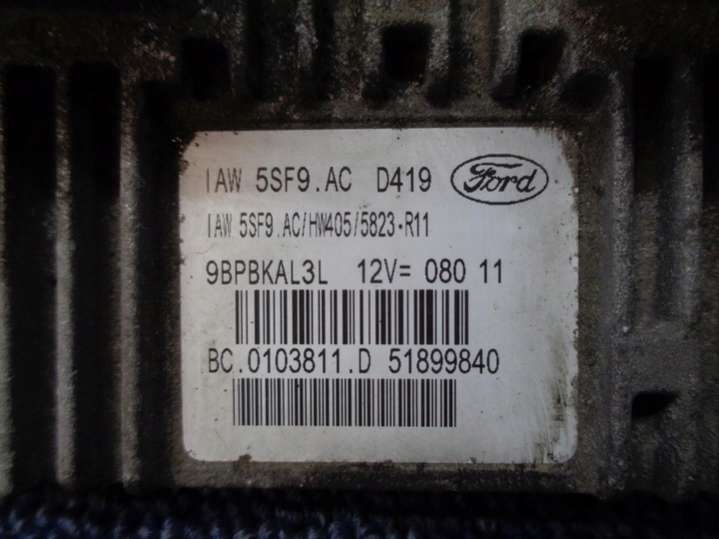 IAW 5SF9.AC D419 Ford
IAW 5SF9.AC/HW405/5823-R11
9BPBKAL3L 12V= 080 11
BC.0103811.D 51899840